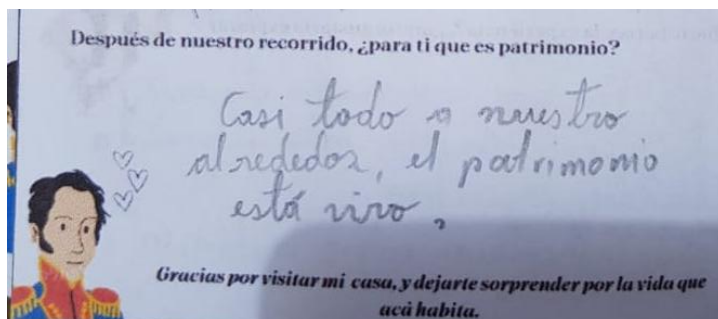 Después de nuestro recorrido, ¿para ti que es patrimonio?
Casi todo a nuestro
alrededor, el patrimonio
está vivo.
Gracias por visitar mi casa, y dejarte sorprender por la vida que
acà habita.